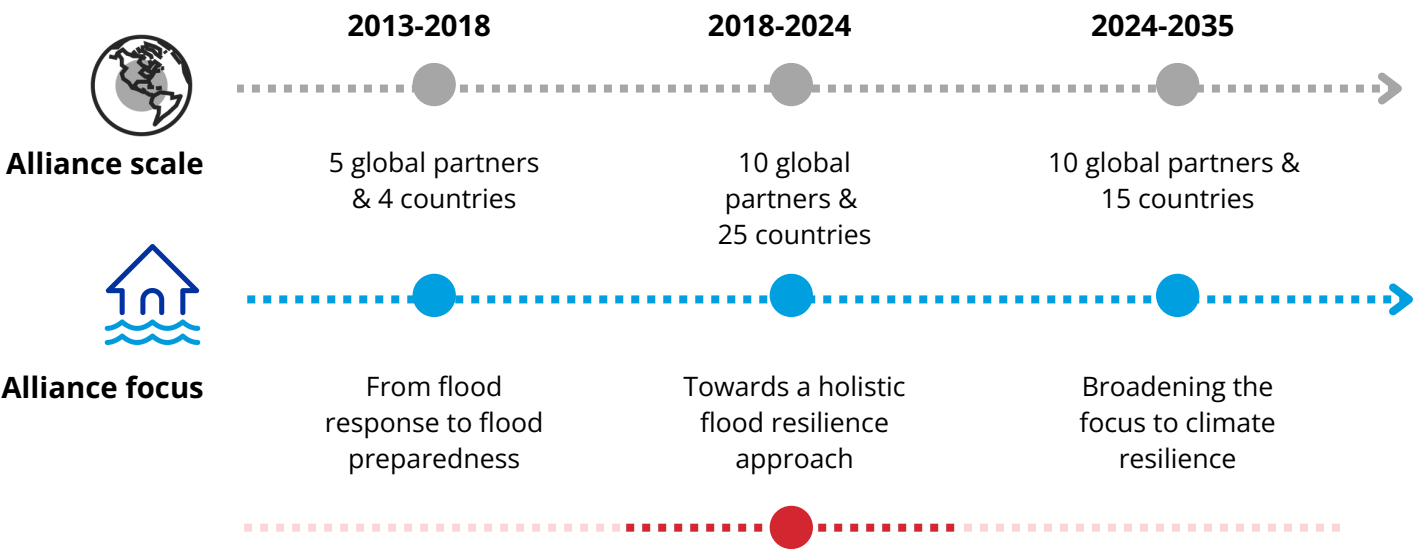 2013-2018
2018-2024
2024-2035
Alliance scale
5 global partners
& 4 countries
10 global
partners &
25 countries
10 global partners &
15 countries
Alliance focus
From flood
response to flood
preparedness
Towards a holistic
flood resilience
approach
Broadening the
focus to climate
resilience